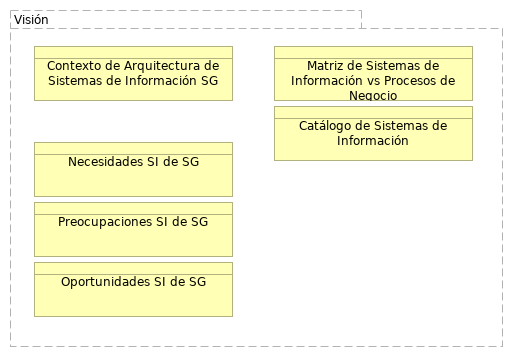 Visión
Contexto de Arquitectura de
Sistemas de Información SG
Matriz de Sistemas de
Información vs Procesos de
Negocio
Catálogo de Sistemas de
Información
Necesidades SI de SG
Preocupaciones SI de SG
Oportunidades SI de SG